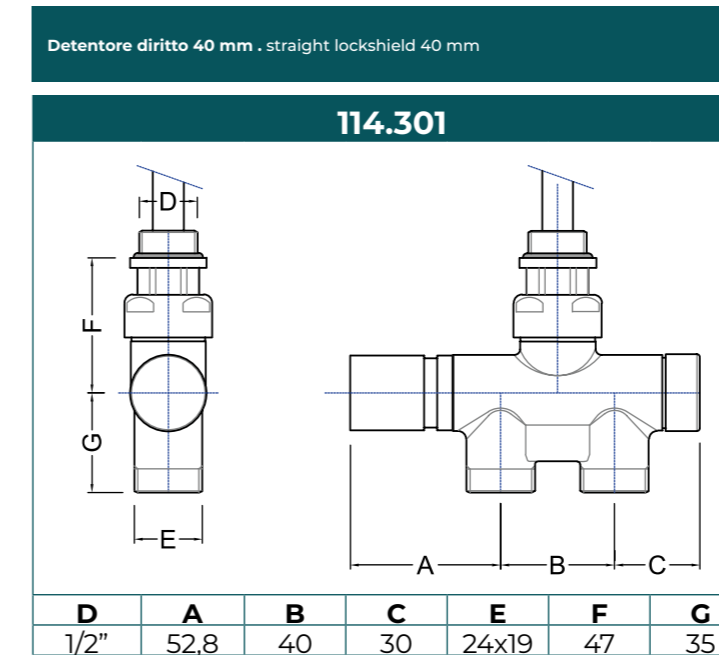 Detentore diritto 40 mm . straight lockshield 40 mm
114.301
D
F
G
E
A
B
C
D A B C E F G
1/2” 52,8 40 30 24x19 47 35